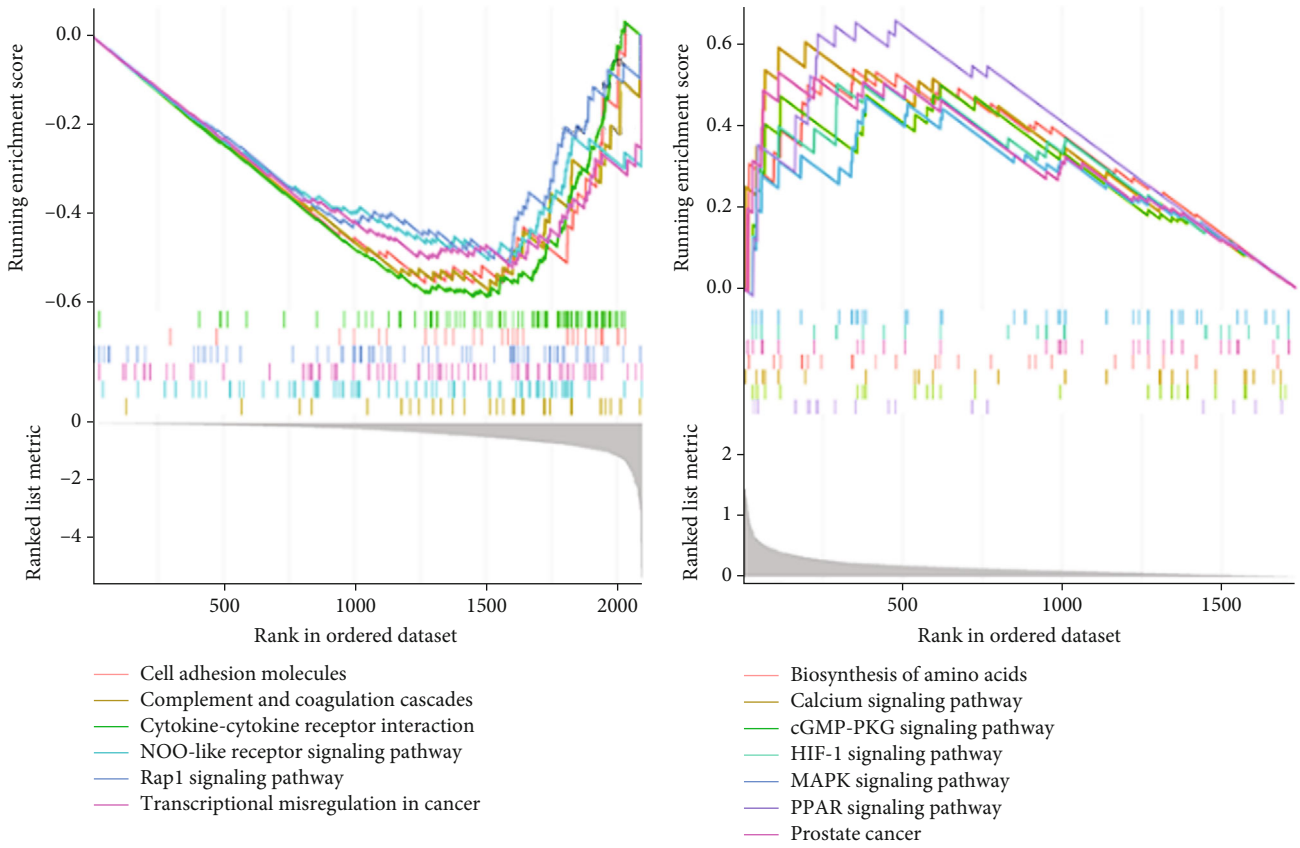 Running enrichment score
0.0
−0.2
−0.4
−0.6
Ranked list metric
0
−2
−4
500
1000
1500
2000
Rank in ordered dataset
Cell adhesion molecules
Complement and coagulation cascades
Cytokine-cytokine receptor interaction
NOO-like receptor signaling pathway
Rap1 signaling pathway
Transcriptional misregulation in cancer
Running enrichment score
0.6
0.4
0.2
0.0
Ranked list metric
2
1
0
500
1000
1500
Rank in ordered dataset
Biosynthesis of amino acids
Calcium signaling pathway
cGMP-PKG signaling pathway
HIF-1 signaling pathway
MAPK signaling pathway
PPAR signaling pathway
Prostate cancer